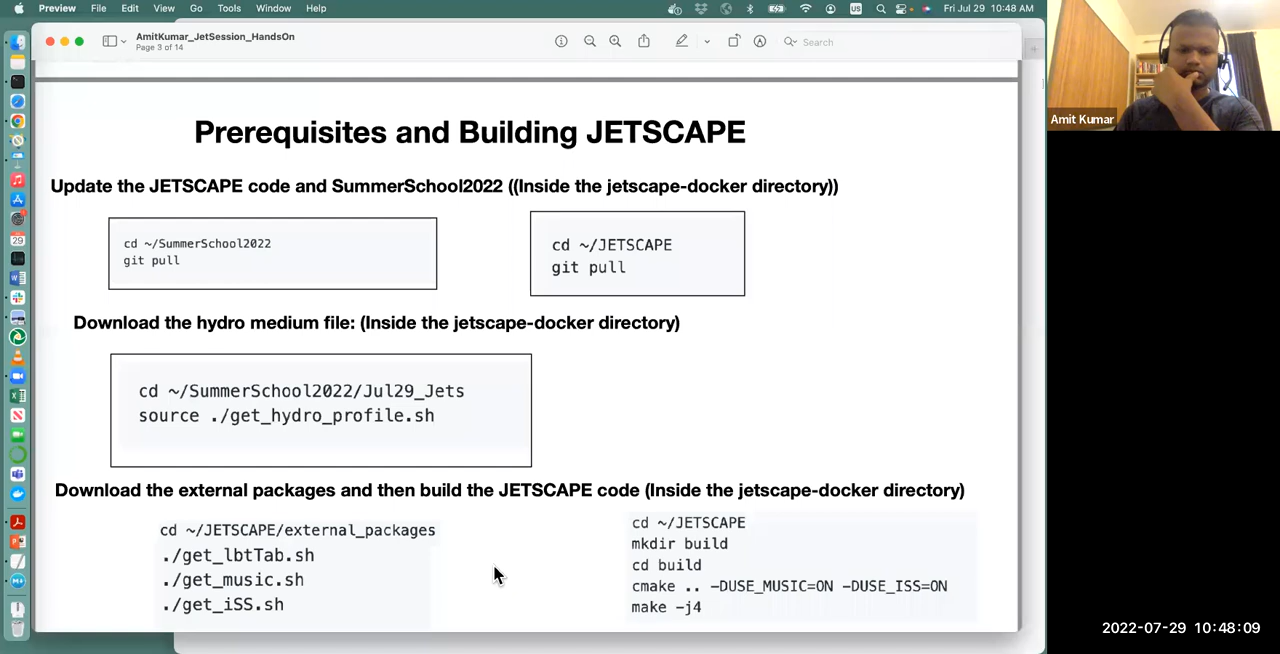 Preview File Edit View Go Tools Window Help US Fri Jul 29 10:48 AM
AmitKumar_JetSession_HandsOn
Page 3 of 14
Search
Prerequisites and Building JETSCAPE
Update the JETSCAPE code and SummerSchool2022 ((Inside the jetscape-docker directory))
cd ~/SummerSchool2022
git pull
cd ~/JETSCAPE
git pull
Download the hydro medium file: (Inside the jetscape-docker directory)
cd ~/SummerSchool2022/Jul29_Jets
source ./get_hydro_profile.sh
Download the external packages and then build the JETSCAPE code (Inside the jetscape-docker directory)
cd ~/JETSCAPE/external_packages
./get_lbtTab.sh
./get_music.sh
./get_iSS.sh
cd ~/JETSCAPE
mkdir build
cd build
cmake .. -DUSE_MUSIC=ON -DUSE_ISS=ON
make -j4
Amit Kumar
2022-07-29 10:48:09